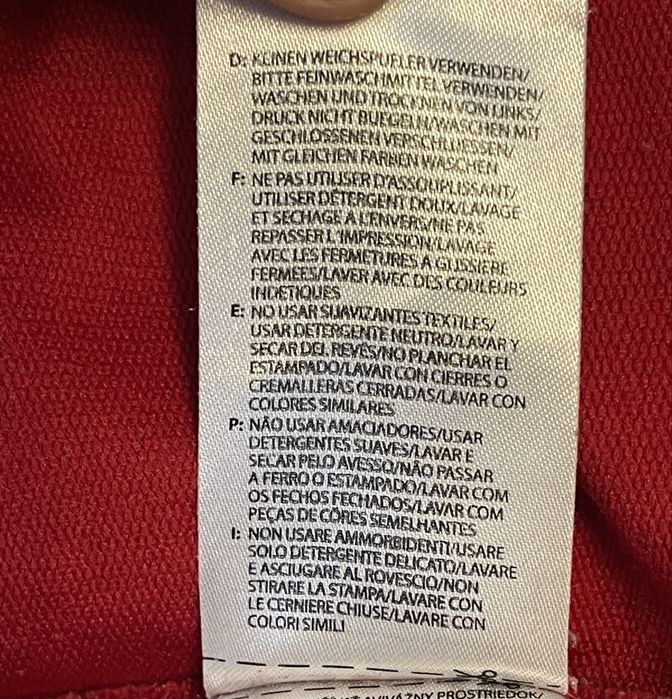 D: KEINEN WEICHSPüFLER VERWENDEN/
BITTE FEINWASCHMITTEL VERWENDEN/
WASCHEN UND TROCKNEN VON LINKS/
DRUCK NICHT BUEGELN/WASCHEN MIT
GESCHLOSSENEN VERSCHLUESSEN/
MIT GLEICHEN FARBEN WASCHEN
F: NE PAS UTILISER D'ASSOUPLISSANT/
UTILISER DÉTERGENT DOUX/LAVAGE
ET SECHAGE A L'ENVERS/NE PAS
REPASSER L'IMPRESSION/LAVAGE
AVEC LES FERMETURES A GLISSIERE
FERMEES/LAVER AVEC DES COULEURS
INDETIQUES
E: NO USAR SUAVIZANTES TEXTILES/
USAR DETERGENTE NEUTRO/LAVAR Y
SECAR DEL REVÉS/NO PLANCHAR EL
ESTAMPADO/LAVAR CON CIERRES O
CREMALLERAS CERRADAS/LAVAR CON
COLORES SIMILARES
P: NÃO USAR AMACIADORES/USAR
DETERGENTES SUAVES/LAVAR E
SECAR PELO AVESSO/NÃO PASSAR
A FERRO O ESTAMPADO/LAVAR COM
OS FECHOS FECHADOS/LAVAR COM
PEÇAS DE CÔRES SEMELHANTES
I: NON USARE AMMORBIDENTI/USARE
SOLO DETERGENTE DELICATO/LAVARE
E ASCIUGARE AL ROVESCIO/NON
STIRARE LA STAMPA/LAVARE CON
LE CERNIERE CHIUSE/LAVARE CON
COLORI SIMILI
AVIVÁŽNY PROSTRIEDOK/